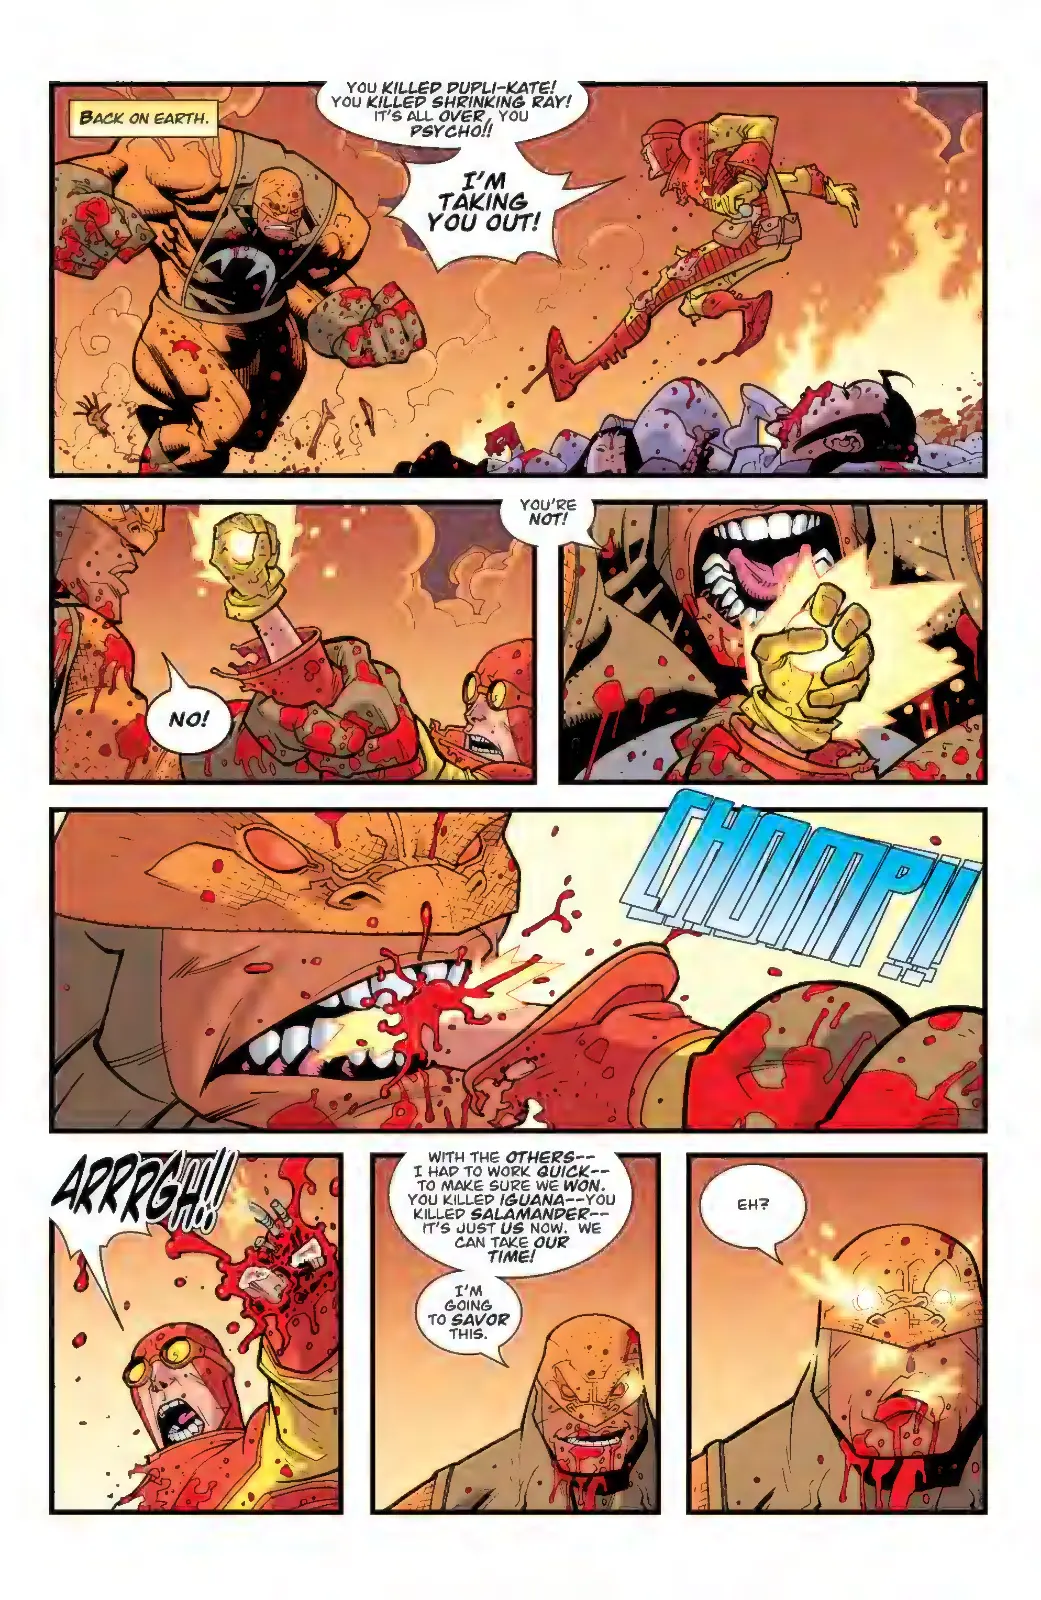 BACK ON EARTH.
YOU KILLED DUPLI-KATE!
YOU KILLED SHRINKING RAY!
IT'S ALL OVER, YOU
PSYCHO!!
I'M
TAKING
YOU OUT!
NO!
YOU'RE
NOT!
CHOMP!!
ARRRGH!!
WITH THE OTHERS--
I HAD TO WORK QUICK--
TO MAKE SURE WE WON.
YOU KILLED IGUANA--YOU
KILLED SALAMANDER--
IT'S JUST US NOW. WE
CAN TAKE OUR
TIME!
I'M
GOING
TO SAVOR
THIS.
EH?